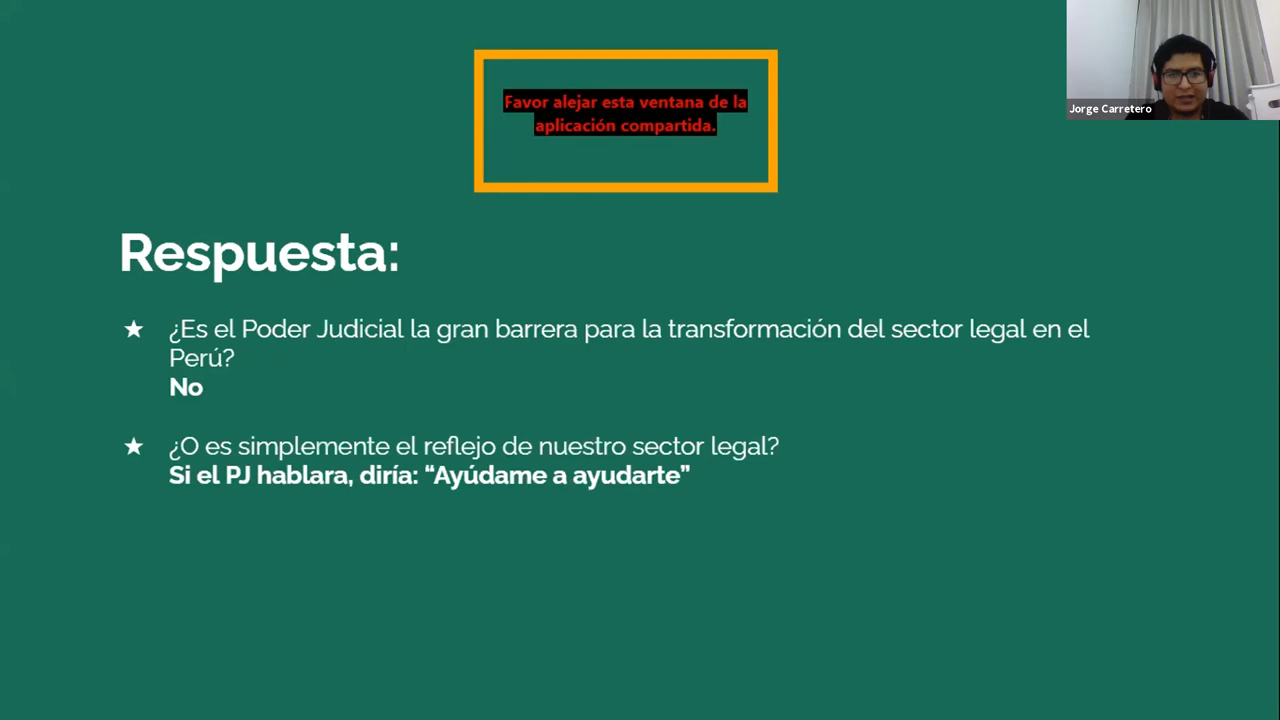 Favor alejar esta ventana de la
aplicación compartida.
Jorge Carretero
Respuesta:
★ ¿Es el Poder Judicial la gran barrera para la transformación del sector legal en el
Perú?
No
★ ¿O es simplemente el reflejo de nuestro sector legal?
Si el PJ hablara, diría: “Ayúdame a ayudarte”